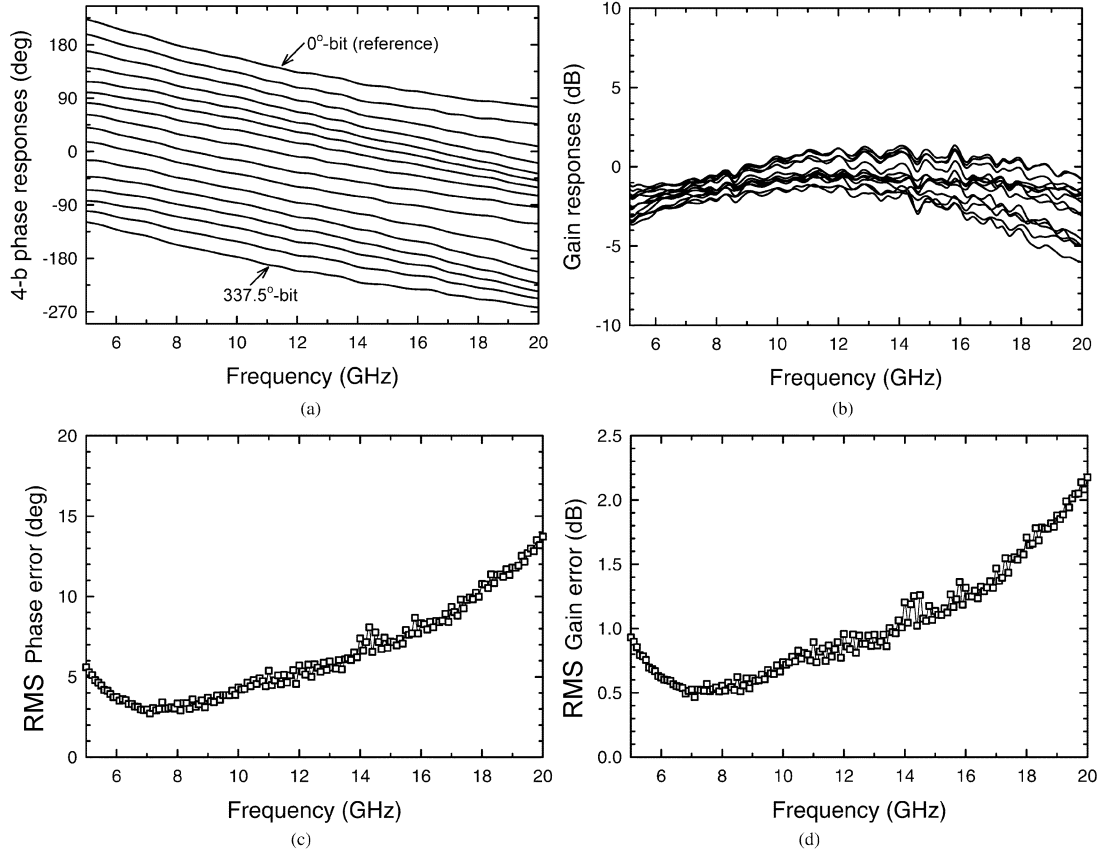 4-b phase responses (deg)
180
90
0
-90
-180
-270
0°-bit (reference)
337.5°-bit
6 8 10 12 14 16 18 20
Frequency (GHz)
(a)
Gain responses (dB)
10
5
0
-5
-10
6 8 10 12 14 16 18 20
Frequency (GHz)
(b)
RMS Phase error (deg)
20
15
10
5
0
6 8 10 12 14 16 18 20
Frequency (GHz)
(c)
RMS Gain error (dB)
2.5
2.0
1.5
1.0
0.5
0.0
6 8 10 12 14 16 18 20
Frequency (GHz)
(d)